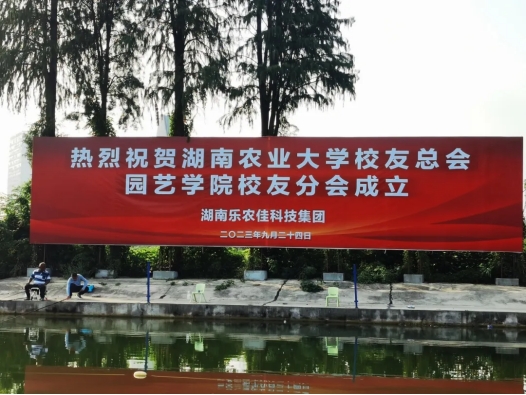 热烈祝贺湖南农业大学校友总会
园艺学院校友分会成立
湖南乐农佳科技集团
二〇二三年九月二十四日